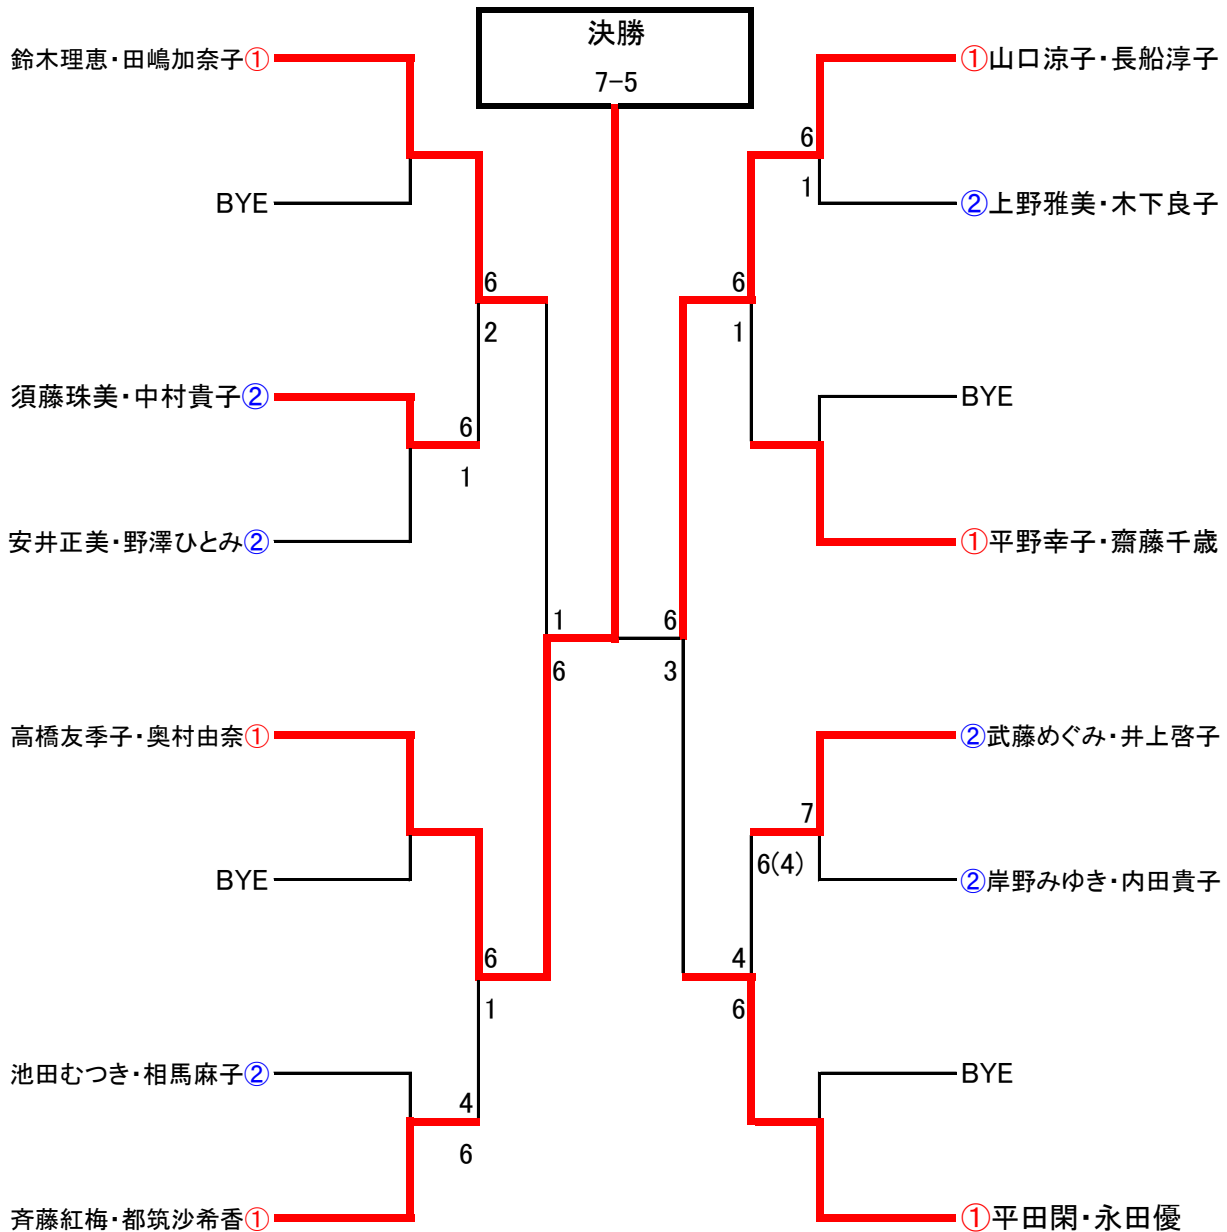 決勝
7-5
鈴木理恵・田嶋加奈子①
①山口涼子・長船淳子
6
1
BYE
②上野雅美・木下良子
6
2
6
1
須藤珠美・中村貴子②
BYE
6
1
安井正美・野澤ひとみ②
①平野幸子・齋藤千歳
1
6
6
3
高橋友季子・奥村由奈①
②武藤めぐみ・井上啓子
7
6(4)
BYE
②岸野みゆき・内田貴子
6
1
4
6
池田むつき・相馬麻子②
BYE
4
6
斉藤紅梅・都筑沙希香①
①平田閑・永田優